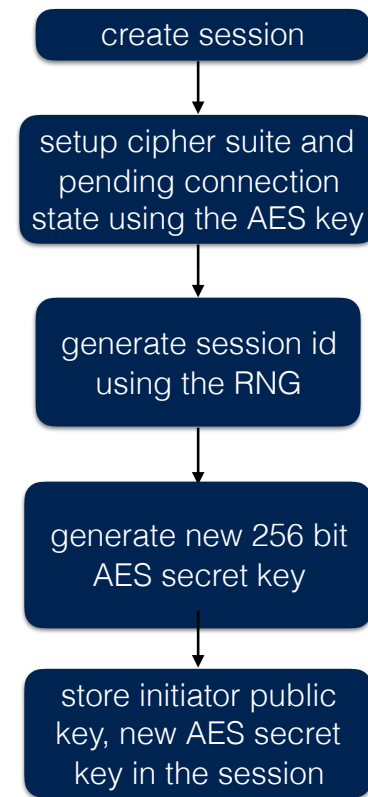 create session
setup cipher suite and
pending connection
state using the AES key
generate session id
using the RNG
generate new 256 bit
AES secret key
store initiator public
key, new AES secret
key in the session